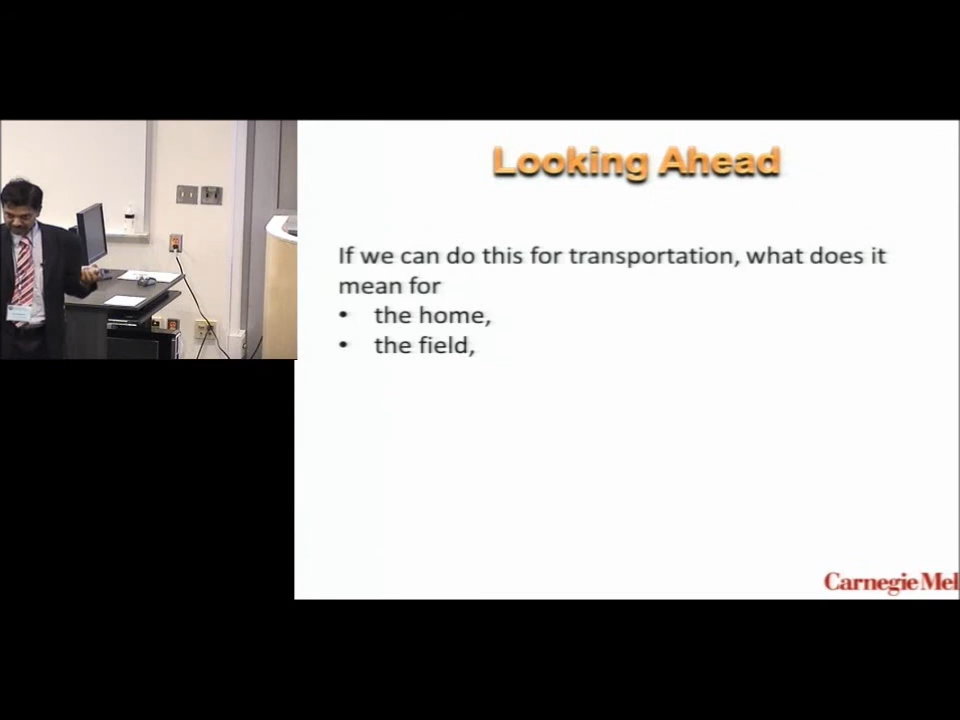 Looking Ahead
If we can do this for transportation, what does it
mean for
• the home,
• the field,
Carnegie Mel